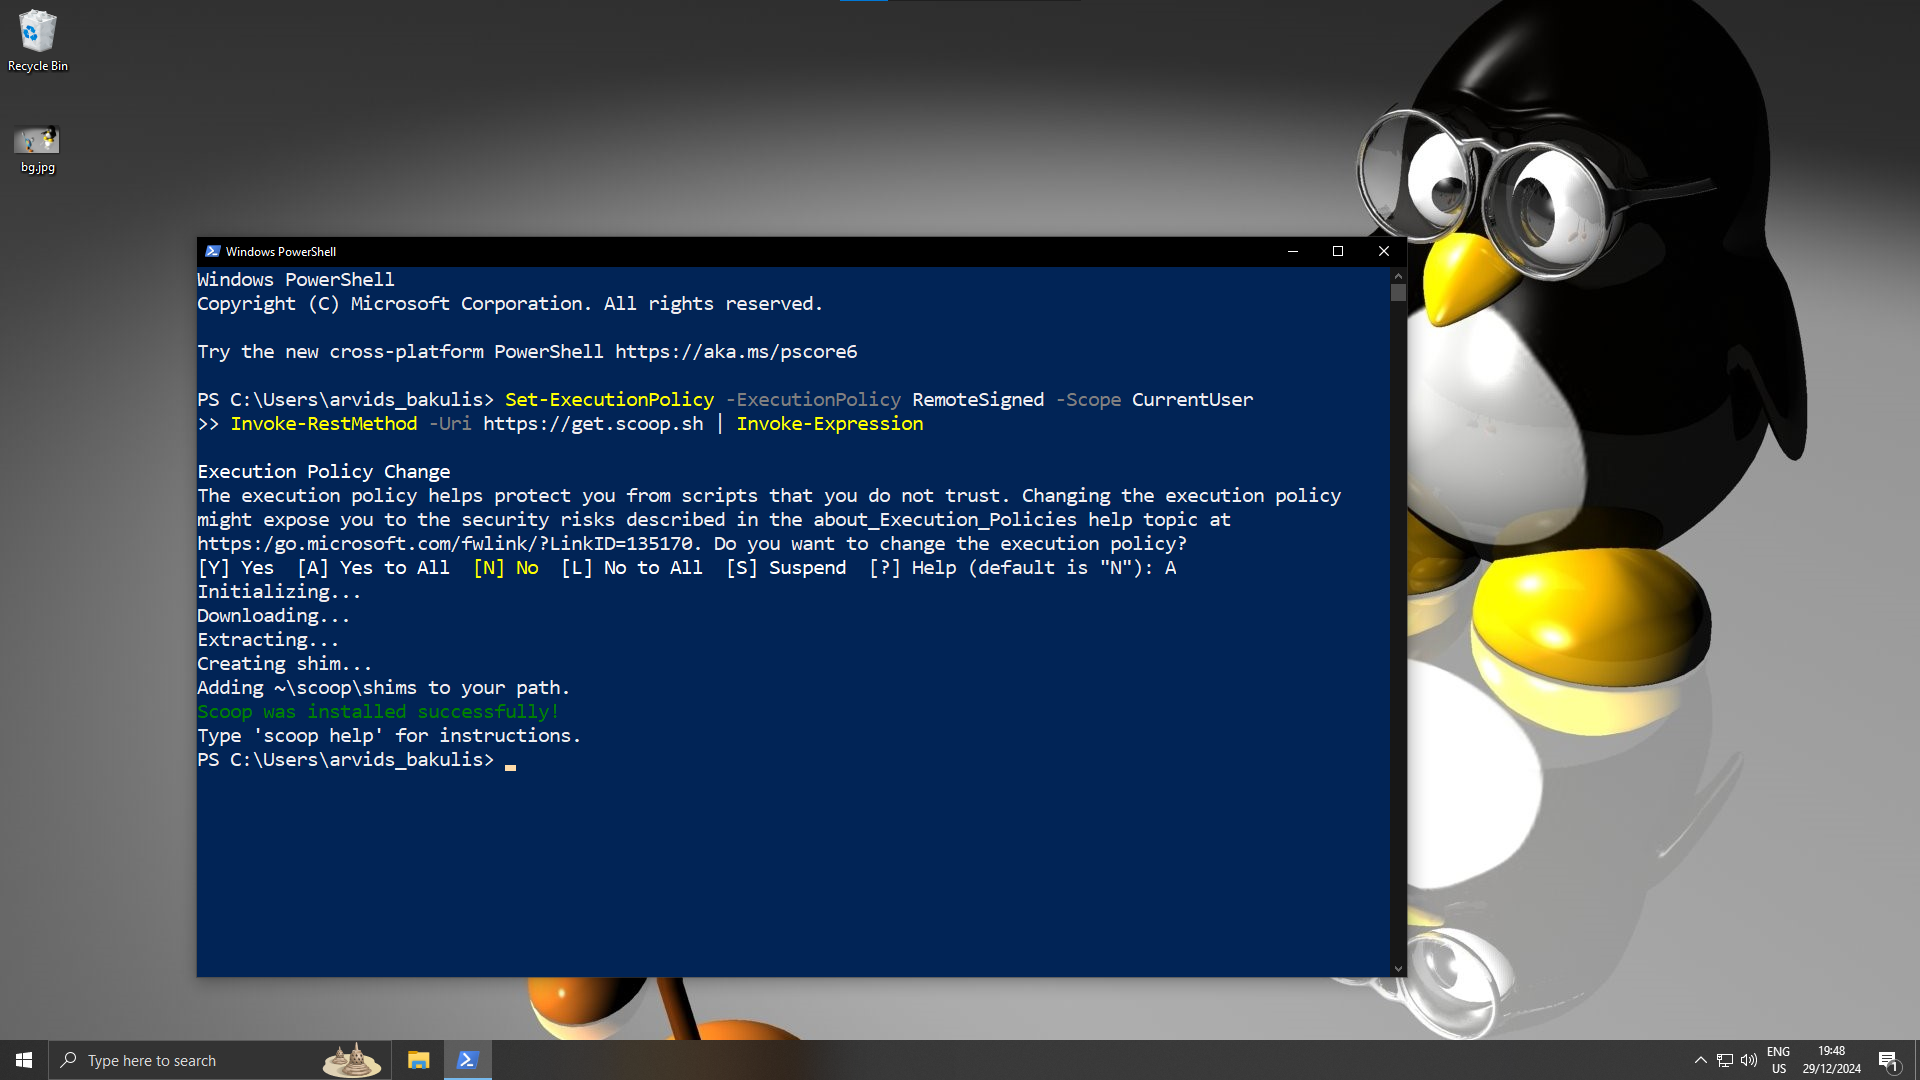 Recycle Bin
bg.jpg
Windows PowerShell
Windows PowerShell
Copyright (C) Microsoft Corporation. All rights reserved.
Try the new cross-platform PowerShell https://aka.ms/pscore6
PS C:\Users\arvids_bakulis> Set-ExecutionPolicy -ExecutionPolicy RemoteSigned -Scope CurrentUser
>> Invoke-RestMethod -Uri https://get.scoop.sh | Invoke-Expression
Execution Policy Change
The execution policy helps protect you from scripts that you do not trust. Changing the execution policy
might expose you to the security risks described in the about_Execution_Policies help topic at
https:/go.microsoft.com/fwlink/?LinkID=135170. Do you want to change the execution policy?
[Y] Yes  [A] Yes to All  [N] No  [L] No to All  [S] Suspend  [?] Help (default is "N"): A
Initializing...
Downloading...
Extracting...
Creating shim...
Adding ~\scoop\shims to your path.
Scoop was installed successfully!
Type 'scoop help' for instructions.
PS C:\Users\arvids_bakulis>
Type here to search
ENG
US
19:48
29/12/2024
1